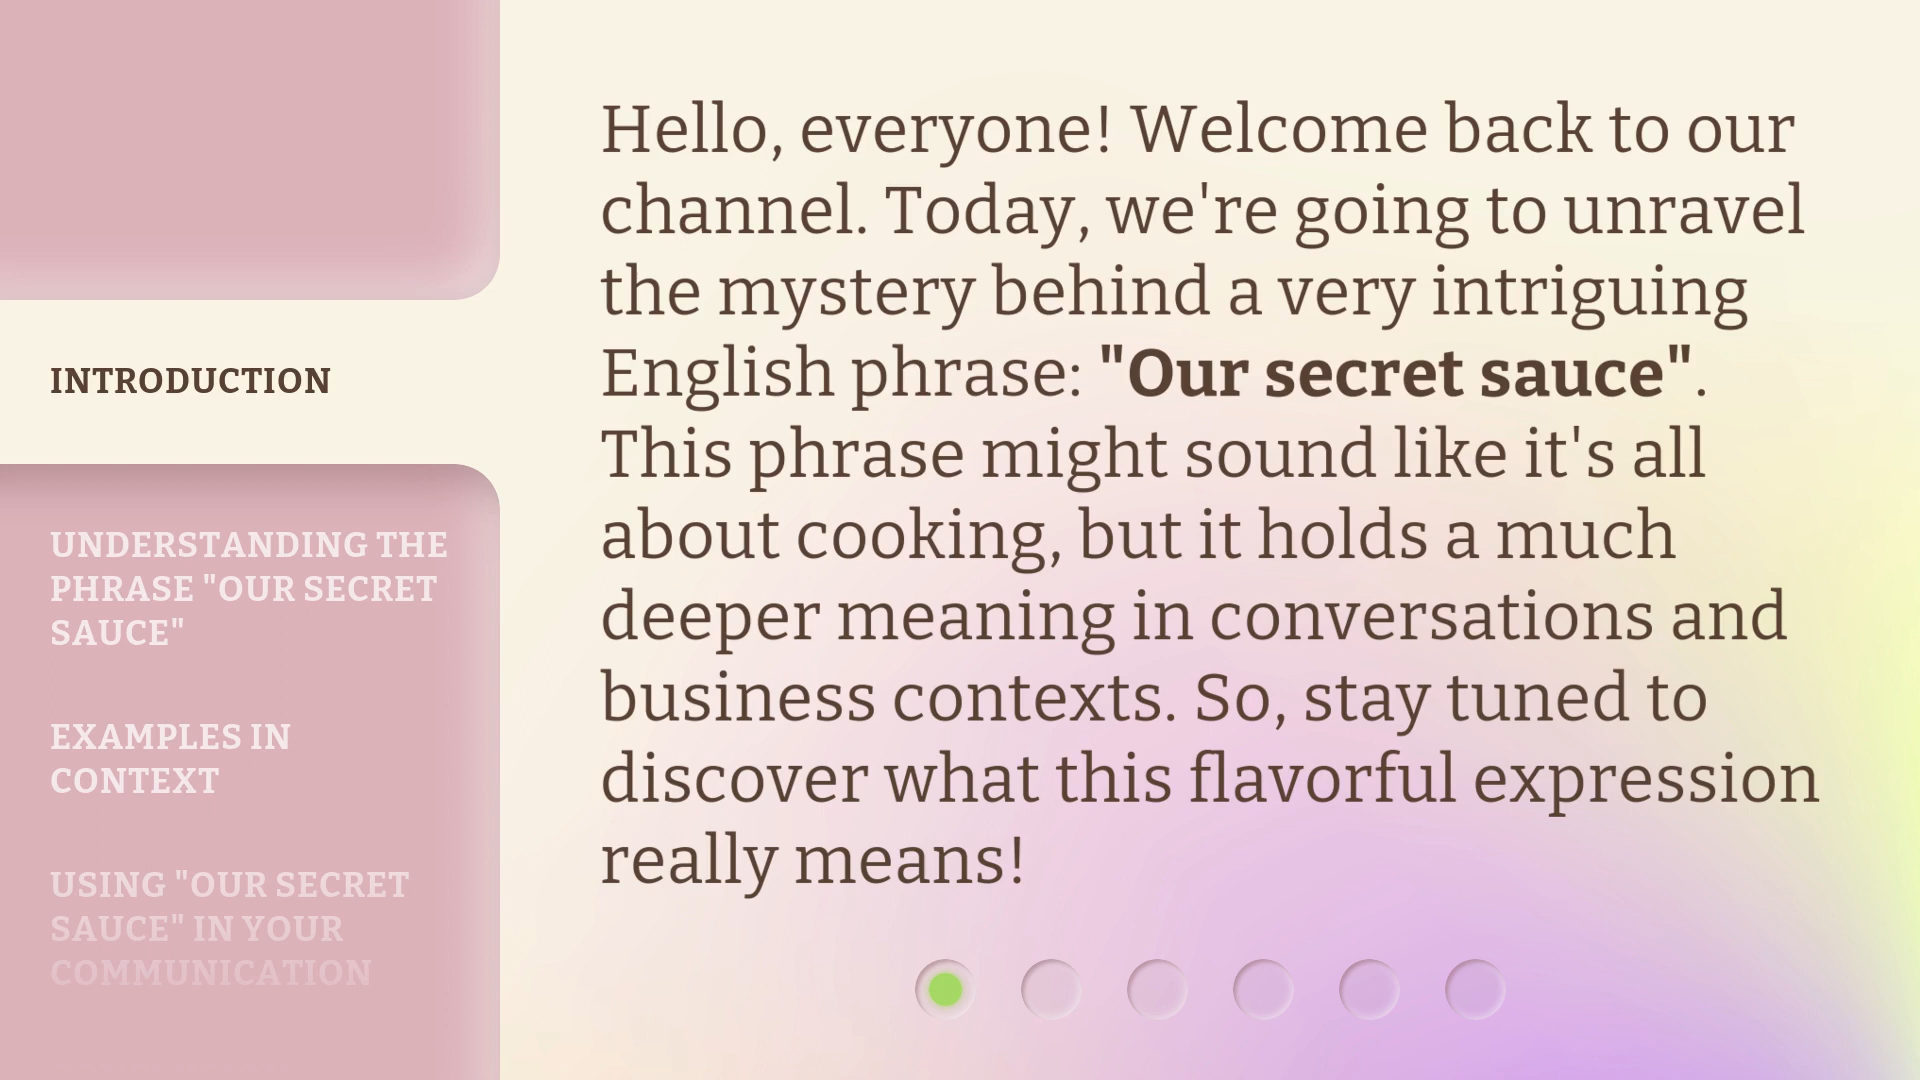 INTRODUCTION
UNDERSTANDING THE
PHRASE "OUR SECRET
SAUCE"
EXAMPLES IN
CONTEXT
USING "OUR SECRET
SAUCE" IN YOUR
COMMUNICATION
Hello, everyone! Welcome back to our
channel. Today, we're going to unravel
the mystery behind a very intriguing
English phrase: "Our secret sauce".
This phrase might sound like it's all
about cooking, but it holds a much
deeper meaning in conversations and
business contexts. So, stay tuned to
discover what this flavorful expression
really means!